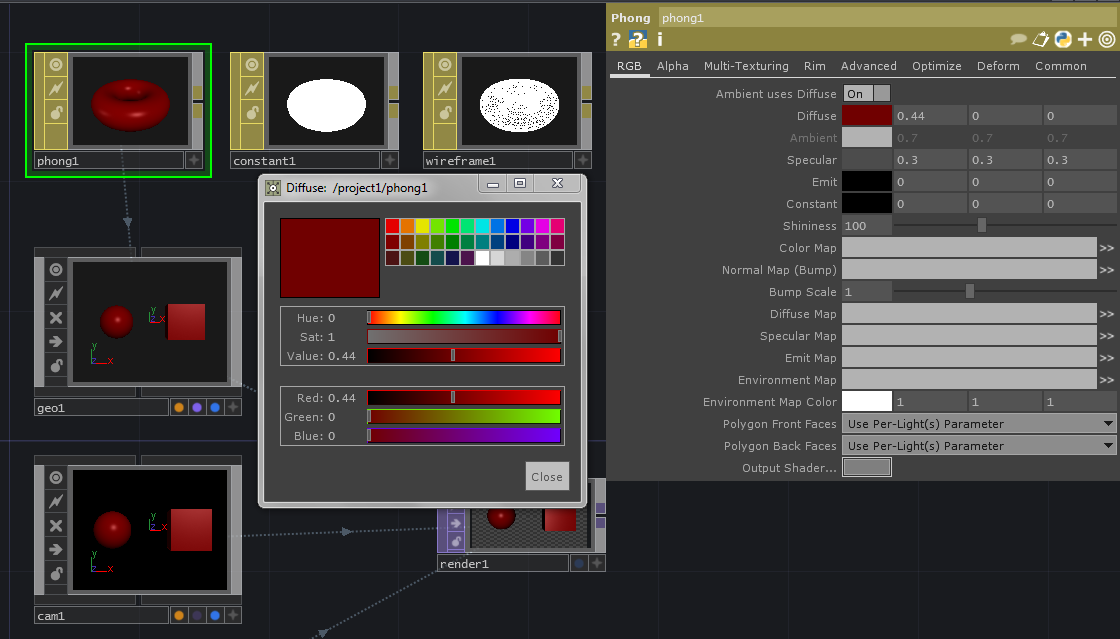 Phong phong1
? ? i
RGB Alpha Multi-Texturing Rim Advanced Optimize Deform Common
Ambient uses Diffuse On
Diffuse 0.44 0 0
Ambient 0.7 0.7 0.7
Specular 0.3 0.3 0.3
Emit 0 0 0
Constant 0 0 0
Shininess 100
Color Map >>
Normal Map (Bump) >>
Bump Scale 1
Diffuse Map >>
Specular Map >>
Emit Map >>
Environment Map >>
Environment Map Color 1 1 1
Polygon Front Faces Use Per-Light(s) Parameter
Polygon Back Faces Use Per-Light(s) Parameter
Output Shader...
phong1
constant1
wireframe1
Diffuse: /project1/phong1
Hue: 0
Sat: 1
Value: 0.44
Red: 0.44
Green: 0
Blue: 0
Close
y
z x
y
z x
geo1
y
z x
y
z x
cam1
render1